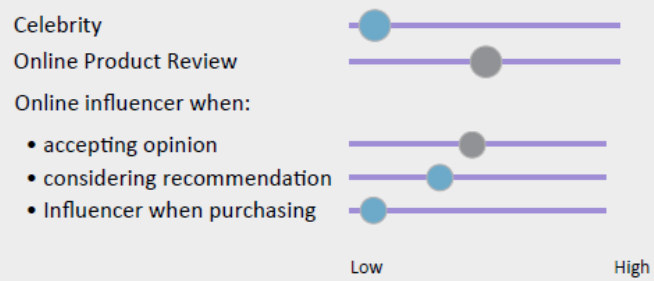 Celebrity
Online Product Review
Online influencer when:
• accepting opinion
• considering recommendation
• Influencer when purchasing
Low High